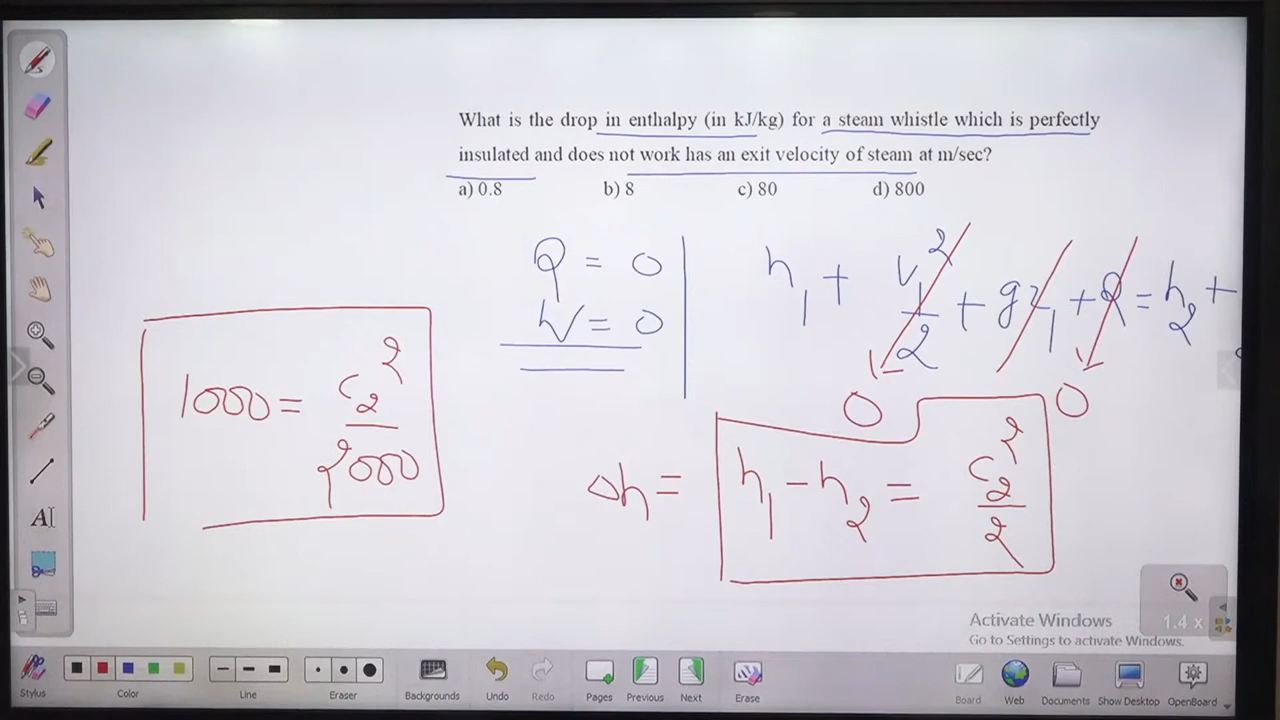 What is the drop in enthalpy (in kJ/kg) for a steam whistle which is perfectly
insulated and does not work has an exit velocity of steam at m/sec?
a) 0.8 b) 8 c) 80 d) 800
Q = 0
W = 0
h₁ + V₁²/2 + gz₁ + Q = h₂ +
0 0
Δh = h₁ - h₂ = c₂²/2
1000 = c₂²/2000
Activate Windows
Go to Settings to activate Windows.
1.4 x
Stylus Color Line Eraser Backgrounds Undo Redo Pages Previous Next Erase Board Web Documents Show Desktop OpenBoard